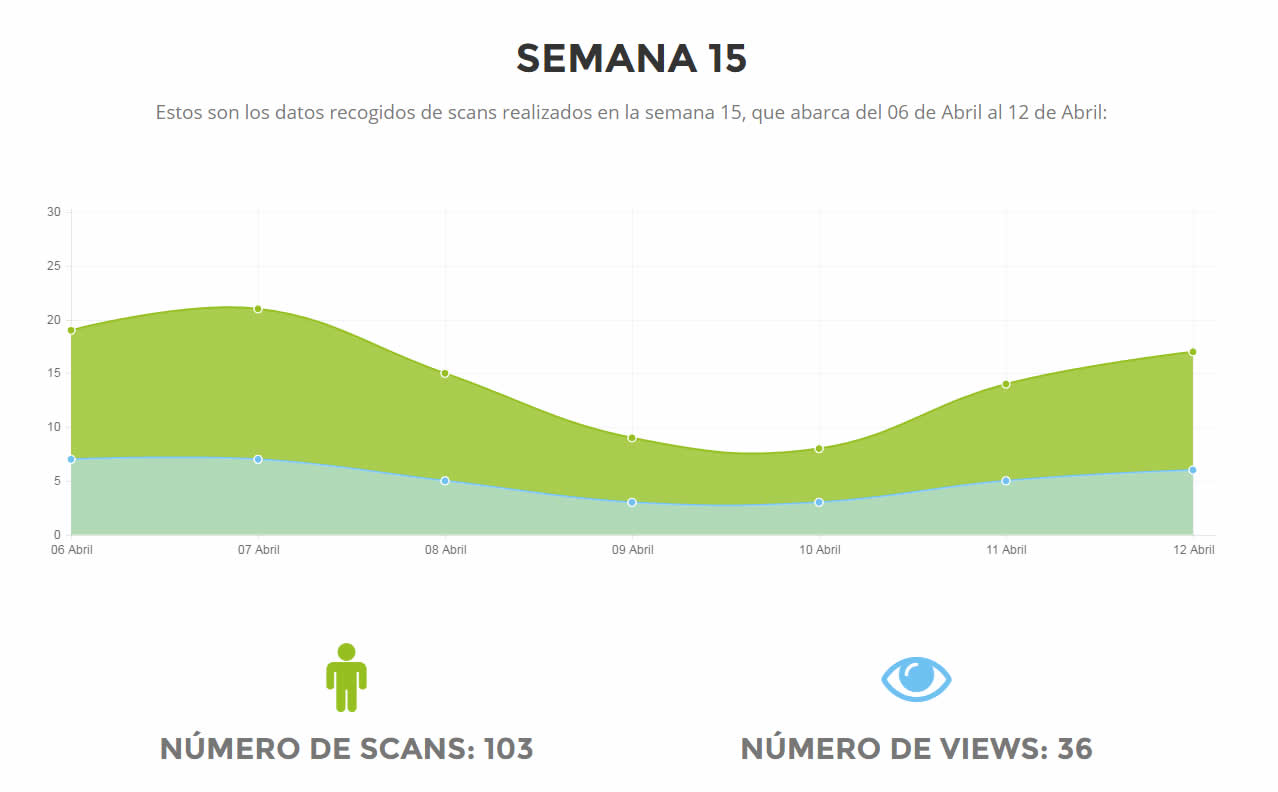 SEMANA 15
Estos son los datos recogidos de scans realizados en la semana 15, que abarca del 06 de Abril al 12 de Abril:
30
25
20
15
10
5
0
06 Abril 07 Abril 08 Abril 09 Abril 10 Abril 11 Abril 12 Abril
NÚMERO DE SCANS: 103 NÚMERO DE VIEWS: 36